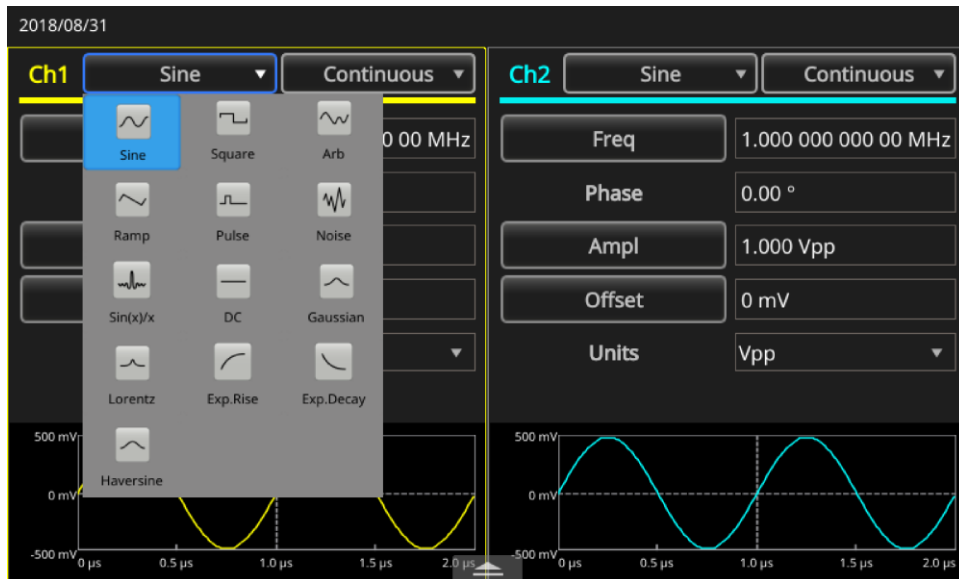 2018/08/31
Ch1 Sine Continuous
Ch2 Sine Continuous
Sine Square Arb
0 00 MHz
Ramp Pulse Noise
Sin(x)/x DC Gaussian
Lorentz Exp.Rise Exp.Decay
Haversine
500 mV
0 mV
-500 mV
0 μs 0.5 μs 1.0 μs 1.5 μs 2.0 μs
Freq 1.000 000 000 00 MHz
Phase 0.00 °
Ampl 1.000 Vpp
Offset 0 mV
Units Vpp
500 mV
0 mV
-500 mV
0 μs 0.5 μs 1.0 μs 1.5 μs 2.0 μs